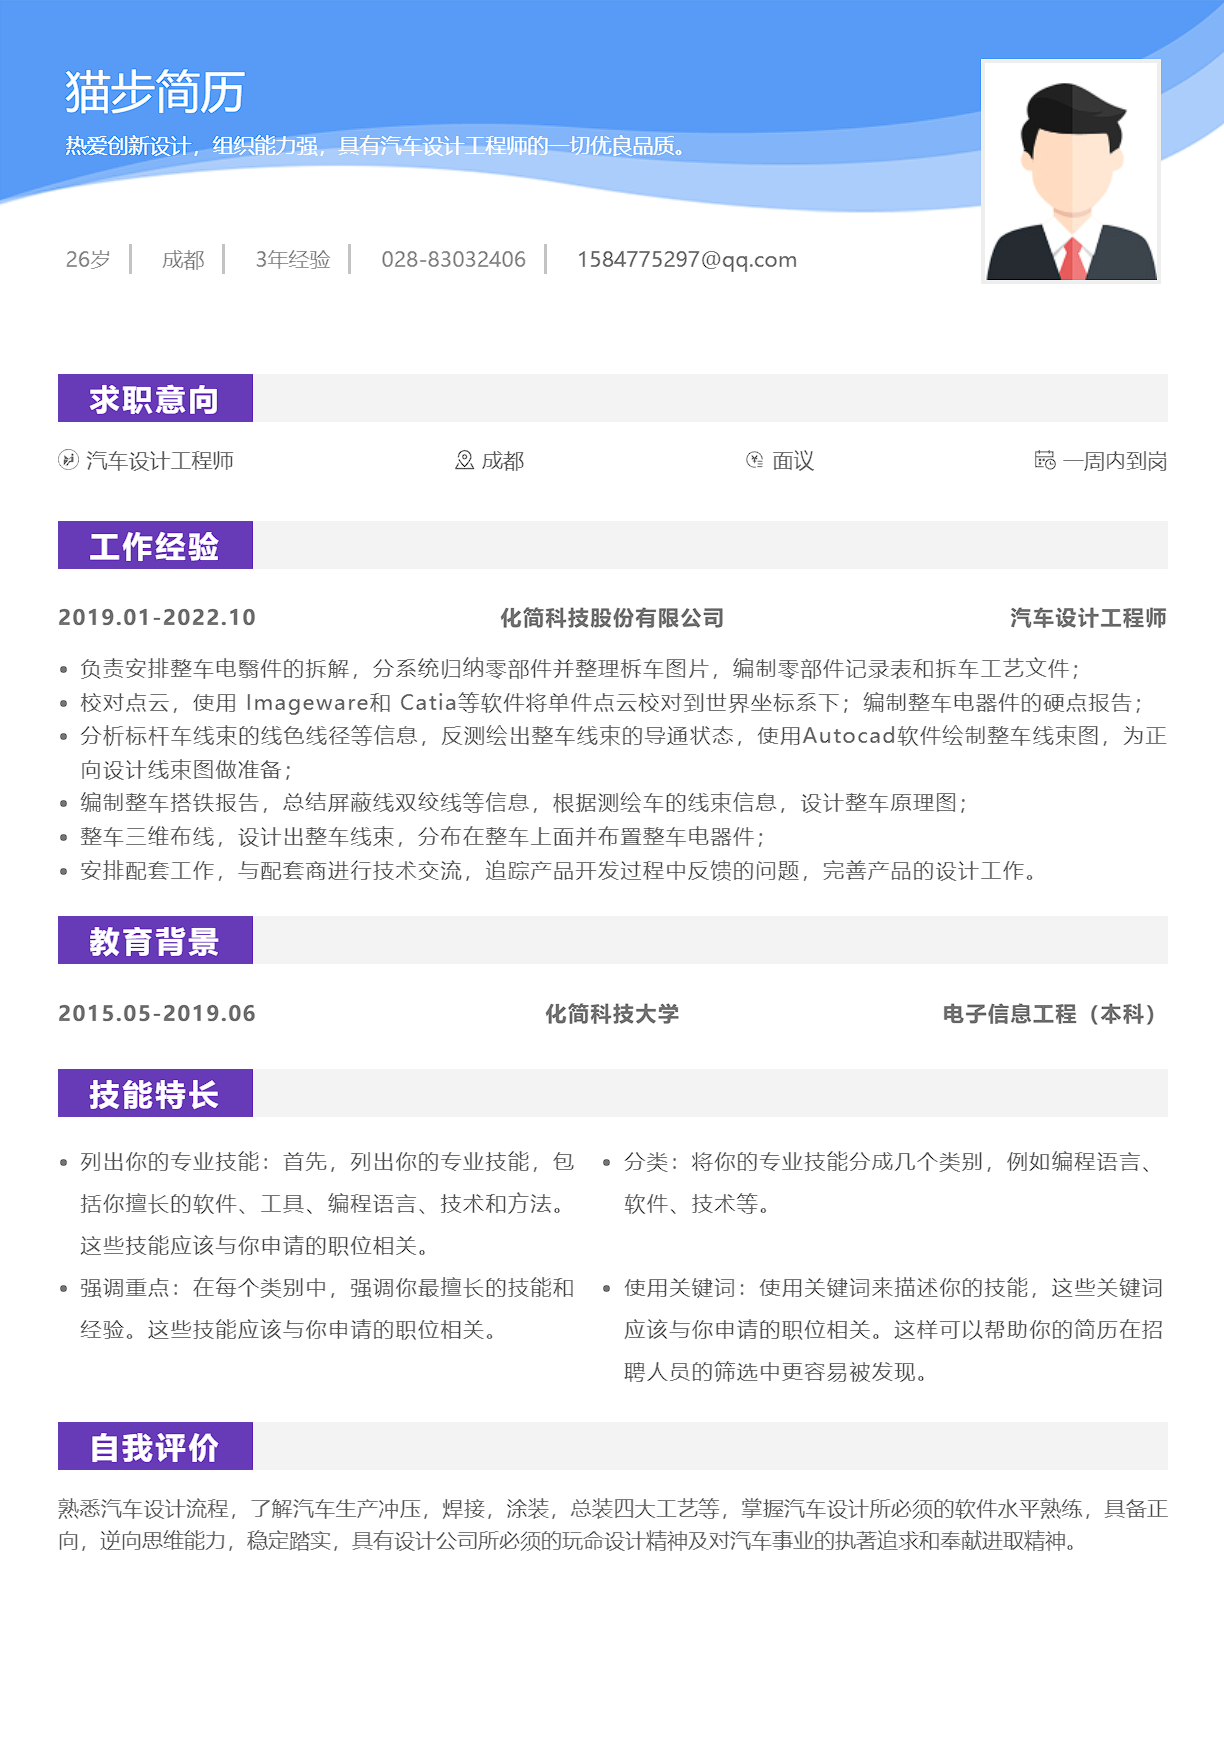 猫步简历
热爱创新设计，组织能力强，具有汽车设计工程师的一切优良品质。
26岁 成都 3年经验 028-83032406 1584775297@qq.com
求职意向
汽车设计工程师 成都 面议 一周内到岗
工作经验
2019.01-2022.10 化简科技股份有限公司 汽车设计工程师
负责安排整车电翳件的拆解，分系统归纳零部件并整理柝车图片，编制零部件记录表和拆车工艺文件；
校对点云，使用 Imageware和 Catia等软件将单件点云校对到世界坐标系下；编制整车电器件的硬点报告；
分析标杆车线束的线色线径等信息，反测绘出整车线束的导通状态，使用Autocad软件绘制整车线束图，为正
向设计线束图做准备；
编制整车搭铁报告，总结屏蔽线双绞线等信息，根据测绘车的线束信息，设计整车原理图；
整车三维布线，设计出整车线束，分布在整车上面并布置整车电器件；
安排配套工作，与配套商进行技术交流，追踪产品开发过程中反馈的问题，完善产品的设计工作。
教育背景
2015.05-2019.06 化简科技大学 电子信息工程（本科）
技能特长
列出你的专业技能：首先，列出你的专业技能，包
括你擅长的软件、工具、编程语言、技术和方法。
这些技能应该与你申请的职位相关。
分类：将你的专业技能分成几个类别，例如编程语言、
软件、技术等。
强调重点：在每个类别中，强调你最擅长的技能和
经验。这些技能应该与你申请的职位相关。
使用关键词：使用关键词来描述你的技能，这些关键词
应该与你申请的职位相关。这样可以帮助你的简历在招
聘人员的筛选中更容易被发现。
自我评价
熟悉汽车设计流程，了解汽车生产冲压，焊接，涂装，总装四大工艺等，掌握汽车设计所必须的软件水平熟练，具备正
向，逆向思维能力，稳定踏实，具有设计公司所必须的玩命设计精神及对汽车事业的执著追求和奉献进取精神。